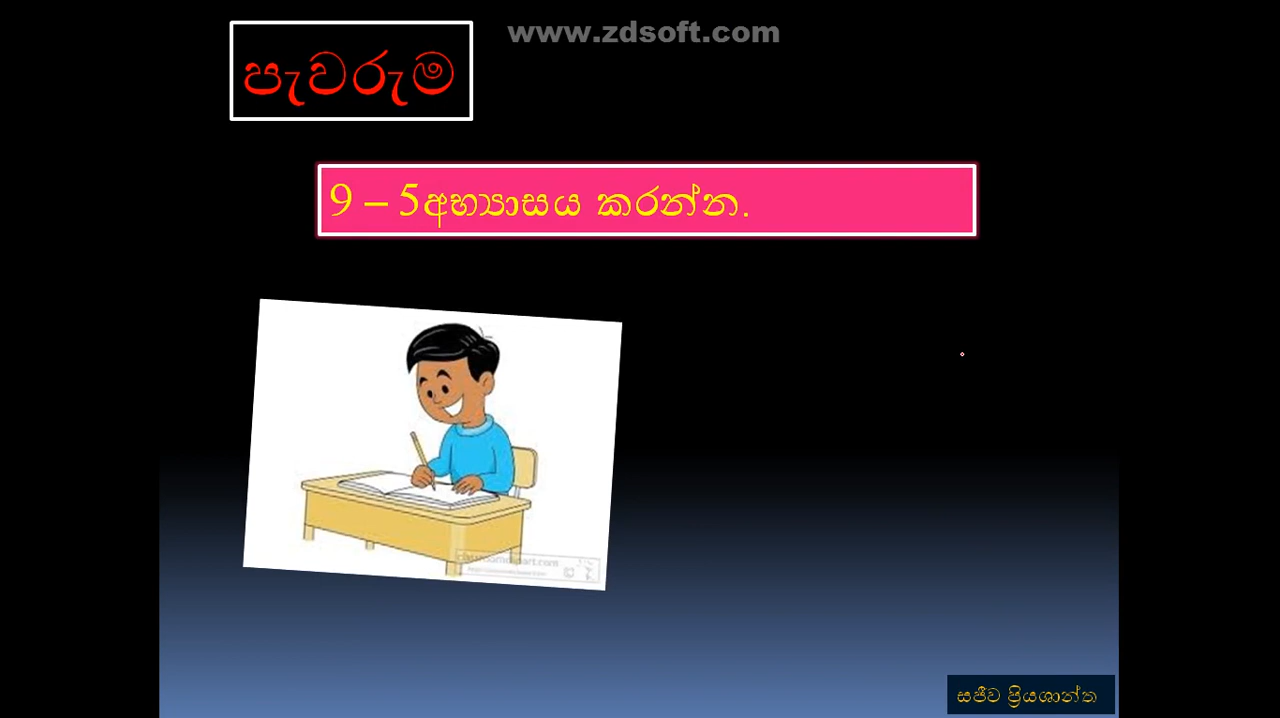 www.zdsoft.com
පැවරුම
9 – 5අභ්‍යාසය කරන්න.
සජීව ප්‍රියශාන්ත